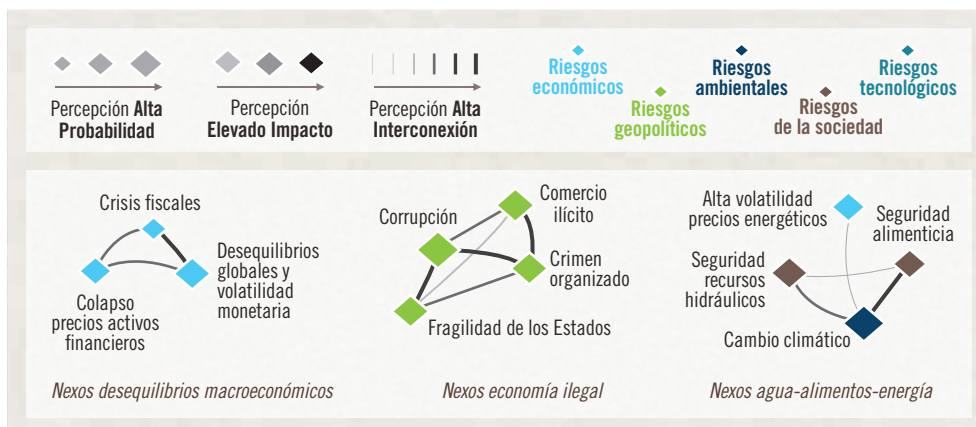 Percepción Alta
Probabilidad
Percepción
Elevado Impacto
Percepción Alta
Interconexión
Riesgos
económicos
Riesgos
geopolíticos
Riesgos
ambientales
Riesgos
de la sociedad
Riesgos
tecnológicos
Crisis fiscales
Desequilibrios
globales y
volatilidad
monetaria
Colapso
precios activos
financieros
Nexos desequilibrios macroeconómicos
Comercio
ilícito
Corrupción
Crimen
organizado
Fragilidad de los Estados
Nexos economía ilegal
Alta volatilidad
precios energéticos
Seguridad
alimenticia
Seguridad
recursos
hidráulicos
Cambio climático
Nexos agua-alimentos-energía